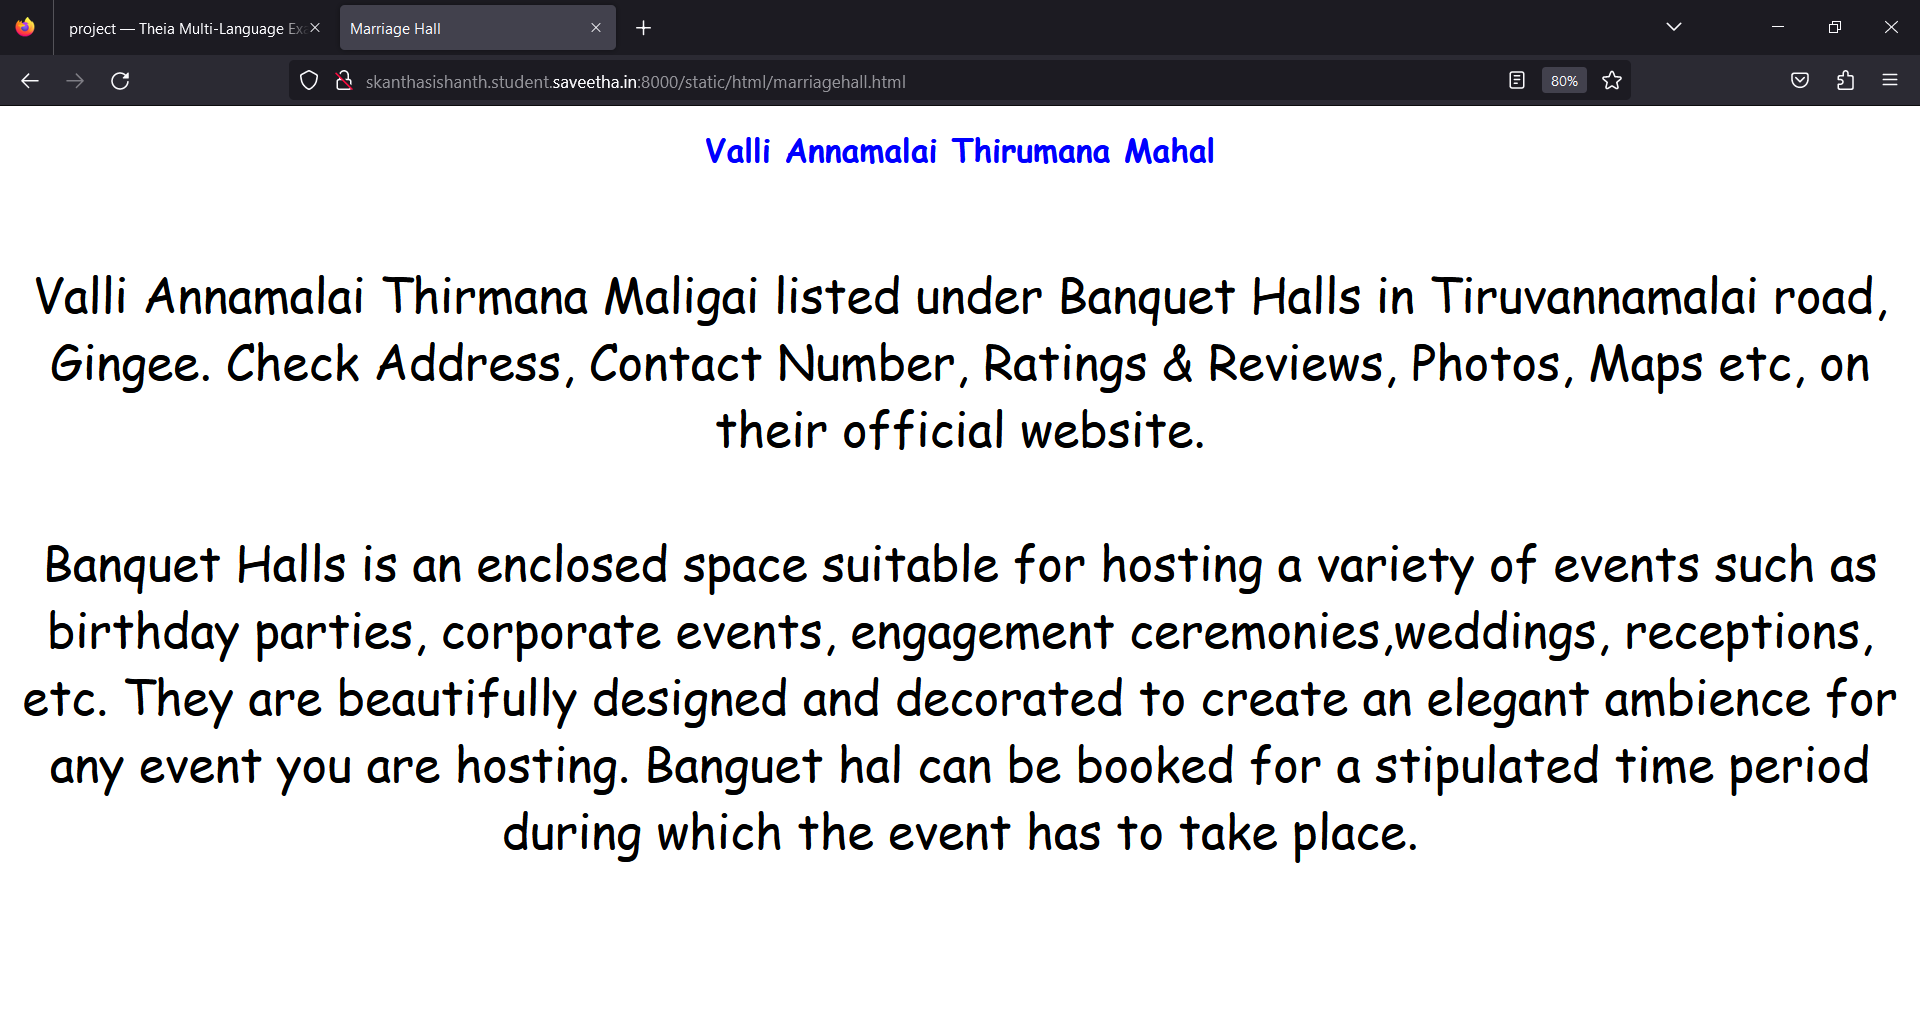 project — Theia Multi-Language Ex
Marriage Hall
skanthasishanth.student.saveetha.in:8000/static/html/marriagehall.html
80%
Valli Annamalai Thirumana Mahal
Valli Annamalai Thirmana Maligai listed under Banquet Halls in Tiruvannamalai road,
Gingee. Check Address, Contact Number, Ratings & Reviews, Photos, Maps etc, on
their official website.
Banquet Halls is an enclosed space suitable for hosting a variety of events such as
birthday parties, corporate events, engagement ceremonies,weddings, receptions,
etc. They are beautifully designed and decorated to create an elegant ambience for
any event you are hosting. Banguet hal can be booked for a stipulated time period
during which the event has to take place.